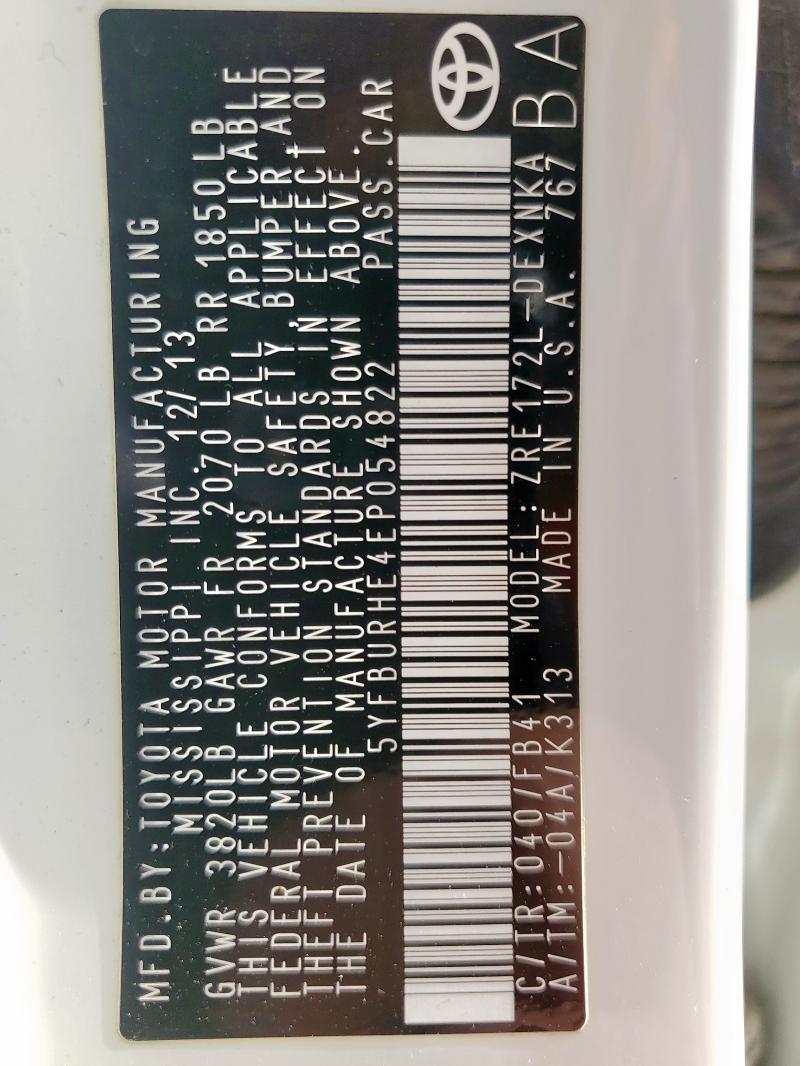 MFD.BY:TOYOTA MOTOR MANUFACTURING
MISSISSIPPI INC. 12/13
GVWR 3820LB GAWR FR 2070LB RR 1850LB
THIS VEHICLE CONFORMS TO ALL APPLICABLE
FEDERAL MOTOR VEHICLE SAFETY, BUMPER AND
THEFT PREVENTION STANDARDS IN EFFECT ON
THE DATE OF MANUFACTURE SHOWN ABOVE.
5YFBURHE4EP054822 PASS.CAR
C/TR:040/FB41 MODEL:ZRE172L-DEXNKA
A/TM:-04A/K313 MADE IN U.S.A. 767 BA